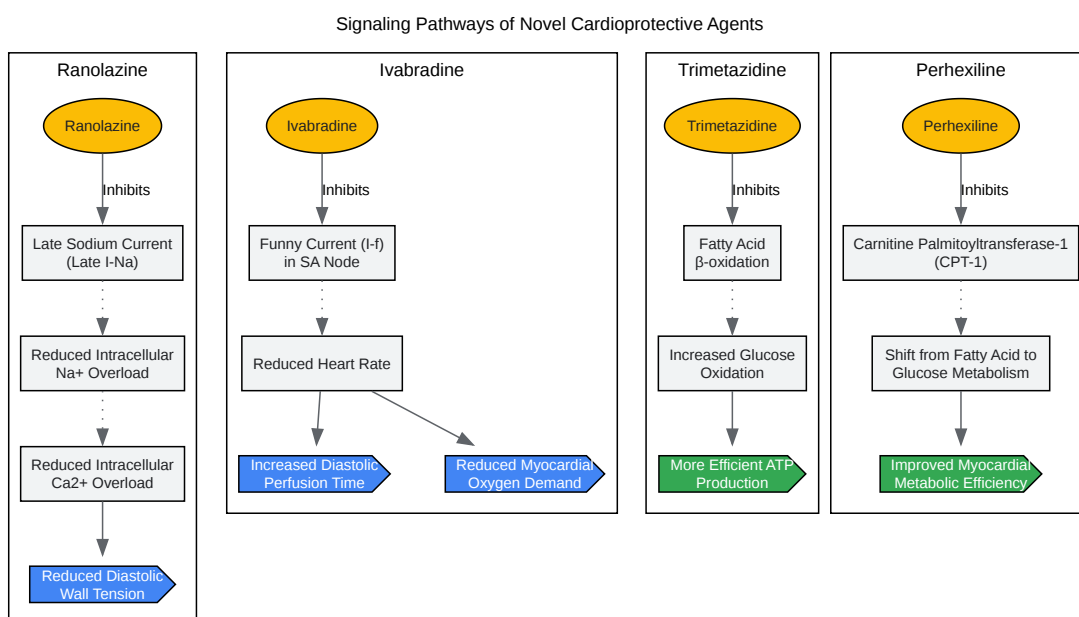 Signaling Pathways of Novel Cardioprotective Agents
Ranolazine
Ranolazine
Inhibits
Late Sodium Current
(Late I-Na)
Reduced Intracellular
Na+ Overload
Reduced Intracellular
Ca2+ Overload
Reduced Diastolic
Wall Tension
Ivabradine
Ivabradine
Inhibits
Funny Current (I-f)
in SA Node
Reduced Heart Rate
Increased Diastolic
Perfusion Time
Reduced Myocardial
Oxygen Demand
Trimetazidine
Trimetazidine
Inhibits
Fatty Acid
β-oxidation
Increased Glucose
Oxidation
More Efficient ATP
Production
Perhexiline
Perhexiline
Inhibits
Carnitine Palmitoyltransferase-1
(CPT-1)
Shift from Fatty Acid to
Glucose Metabolism
Improved Myocardial
Metabolic Efficiency